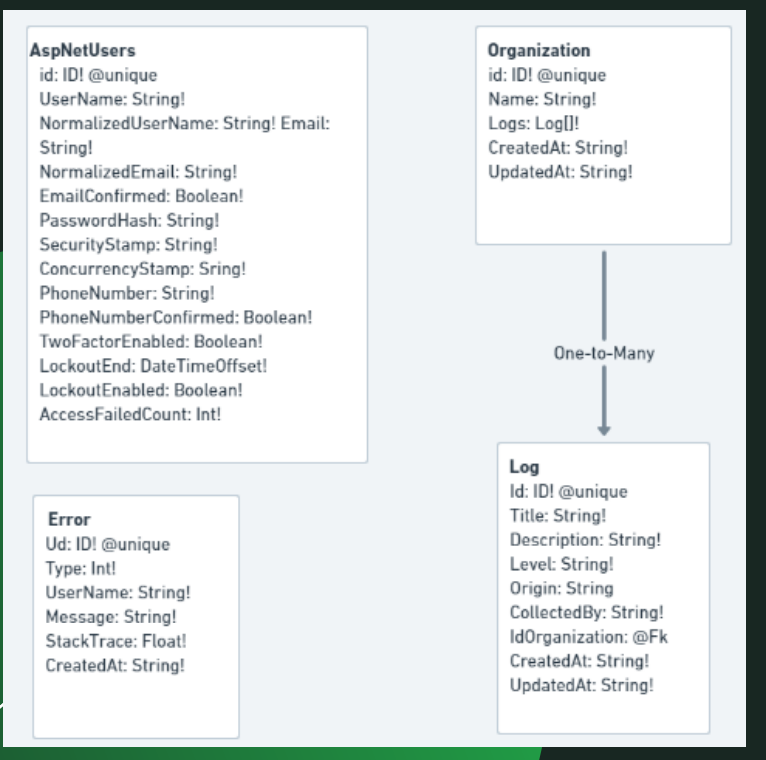 AspNetUsers
id: ID! @unique
UserName: String!
NormalizedUserName: String! Email:
String!
NormalizedEmail: String!
EmailConfirmed: Boolean!
PasswordHash: String!
SecurityStamp: String!
ConcurrencyStamp: Sring!
PhoneNumber: String!
PhoneNumberConfirmed: Boolean!
TwoFactorEnabled: Boolean!
LockoutEnd: DateTimeOffset!
LockoutEnabled: Boolean!
AccessFailedCount: Int!
Organization
id: ID! @unique
Name: String!
Logs: Log[]!
CreatedAt: String!
UpdatedAt: String!
One-to-Many
Error
Ud: ID! @unique
Type: Int!
UserName: String!
Message: String!
StackTrace: Float!
CreatedAt: String!
Log
Id: ID! @unique
Title: String!
Description: String!
Level: String!
Origin: String
CollectedBy: String!
IdOrganization: @Fk
CreatedAt: String!
UpdatedAt: String!